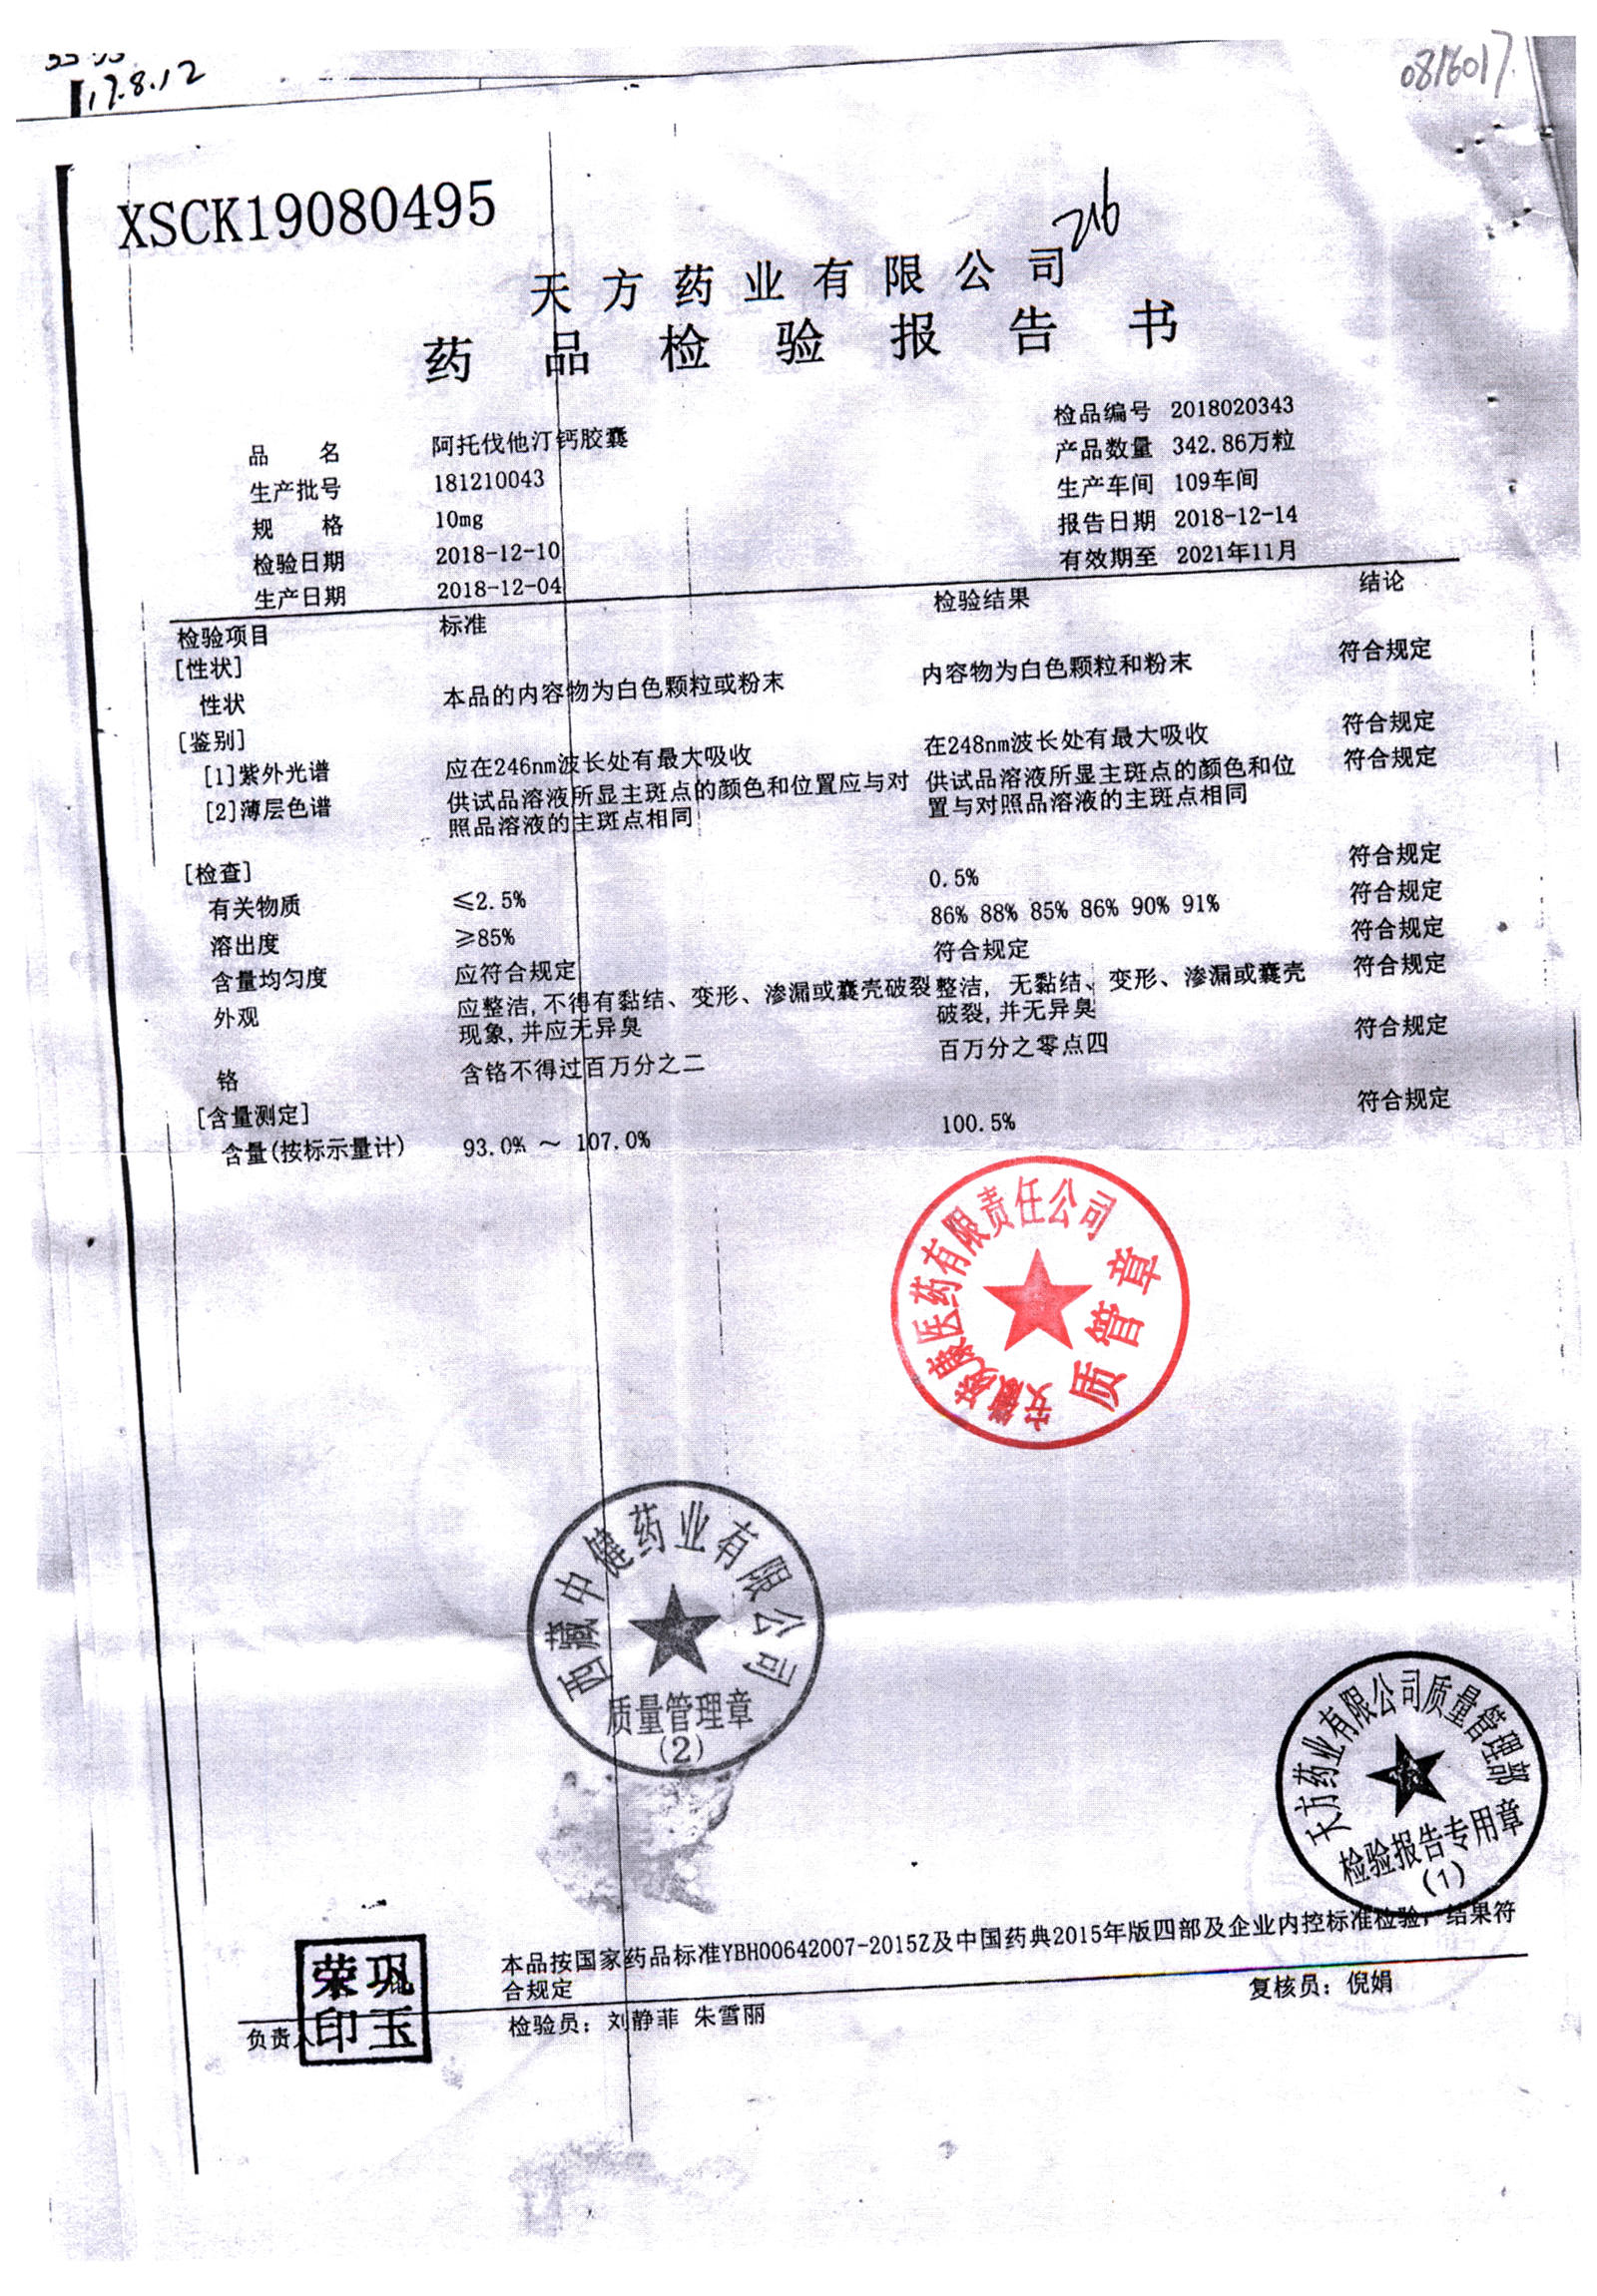 17.8.12
0816017
XSCK19080495
216
天方药业有限公司
药品检验报告书
品 名 阿托伐他汀钙胶囊 检品编号 2018020343
生产批号 181210043 产品数量 342.86万粒
规 格 10mg 生产车间 109车间
检验日期 2018-12-10 报告日期 2018-12-14
生产日期 2018-12-04 有效期至 2021年11月
检验项目 标准 检验结果 结论
[性状]
性状 本品的内容物为白色颗粒或粉末 内容物为白色颗粒和粉末 符合规定
[鉴别]
[1]紫外光谱 应在246nm波长处有最大吸收 在248nm波长处有最大吸收 符合规定
[2]薄层色谱 供试品溶液所显主斑点的颜色和位置应与对 供试品溶液所显主斑点的颜色和位 符合规定
照品溶液的主斑点相同 置与对照品溶液的主斑点相同
[检查]
有关物质 ≤2.5% 0.5% 符合规定
溶出度 ≥85% 86% 88% 85% 86% 90% 91% 符合规定
含量均匀度 应符合规定 符合规定 符合规定
外观 应整洁,不得有黏结、变形、渗漏或囊壳破裂 整洁, 无黏结、变形、渗漏或囊壳 符合规定
现象,并应无异臭 破裂,并无异臭
铬 含铬不得过百万分之二 百万分之零点四 符合规定
[含量测定]
含量(按标示量计) 93.0% ～ 107.0% 100.5% 符合规定
医药有限责任公司
质管章
西藏中健药业有限公司
质量管理章
(2)
天方药业有限公司质量管理部
检验报告专用章
(1)
本品按国家药品标准YBH00642007-2015Z及中国药典2015年版四部及企业内控标准检验，结果符
合规定
负责人 巩玉荣印 检验员：刘静菲 朱雪丽 复核员：倪娟